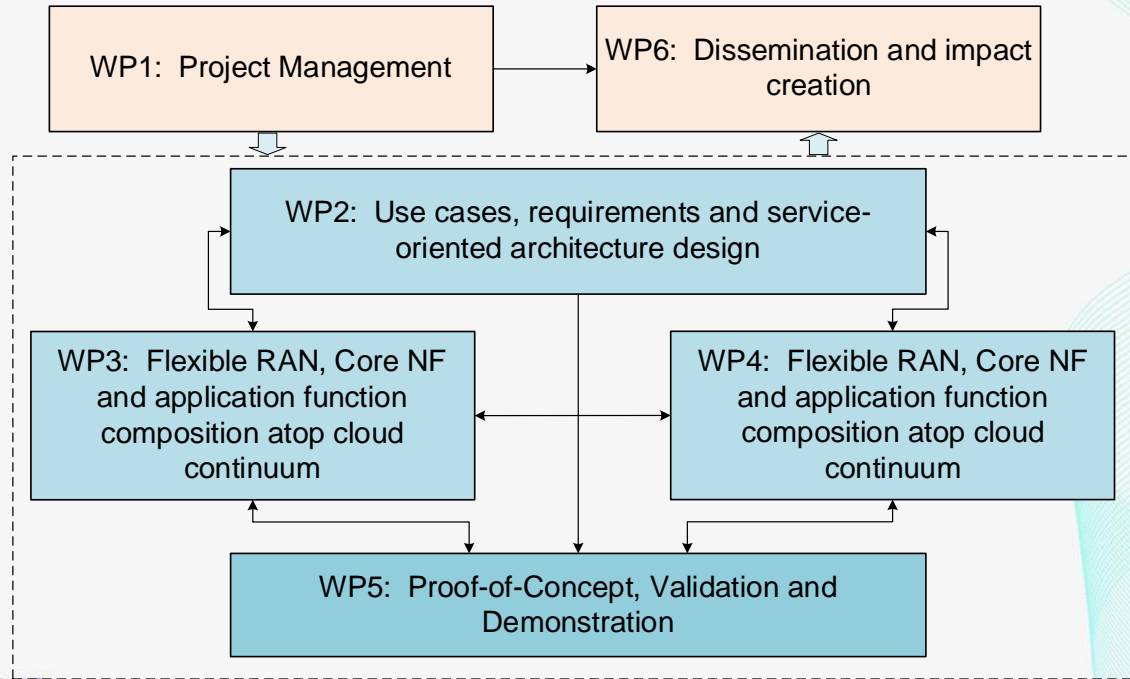 WP1:  Project Management
WP6:  Dissemination and impact
creation
WP2:  Use cases, requirements and service-
oriented architecture design
WP3:  Flexible RAN, Core NF
and application function
composition atop cloud
continuum
WP4:  Flexible RAN, Core NF
and application function
composition atop cloud
continuum
WP5:  Proof-of-Concept, Validation and
Demonstration